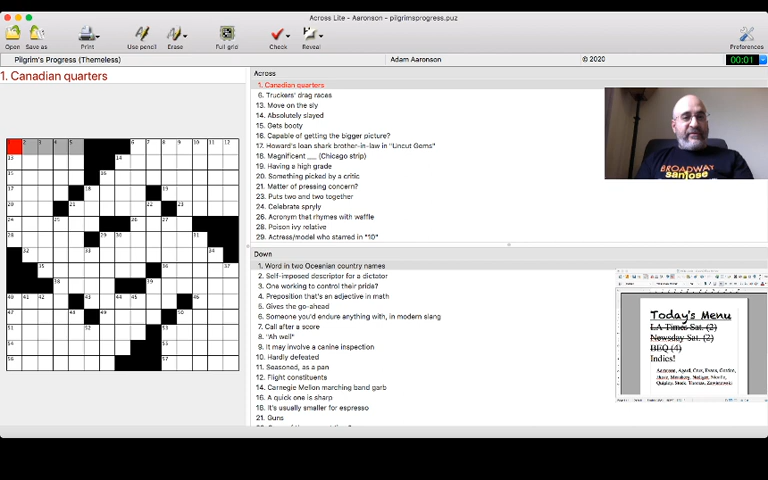 Across Lite - Aaronson - pilgrimsprogress.puz
Open
Save as
Print
Use pencil
Erase
Full grid
Check
Reveal
Preferences
Pilgrim's Progress (Themeless)
Adam Aaronson
© 2020
00:01
1. Canadian quarters
Across
1. Canadian quarters
6. Truckers' drag races
13. Move on the sly
14. Absolutely slayed
15. Gets booty
16. Capable of getting the bigger picture?
17. Howard's loan shark brother-in-law in "Uncut Gems"
18. Magnificent ___ (Chicago strip)
19. Having a high grade
20. Something picked by a critic
21. Matter of pressing concern?
23. Puts two and two together
24. Celebrate spryly
26. Acronym that rhymes with waffle
28. Poison ivy relative
29. Actress/model who starred in "10"
Down
1. Word in two Oceanian country names
2. Self-imposed descriptor for a dictator
3. One working to control their pride?
4. Preposition that's an adjective in math
5. Gives the go-ahead
6. Someone you'd endure anything with, in modern slang
7. Call after a score
8. "Ah well"
9. It may involve a canine inspection
10. Hardly defeated
11. Seasoned, as a pan
12. Flight constituents
14. Carnegie Mellon marching band garb
16. A quick one is sharp
18. It's usually smaller for espresso
21. Guns
BROADWAY
san jose
Today's Menu
LA Times Sat. (2)
Newsday Sat. (2)
BEQ (4)
Indies!